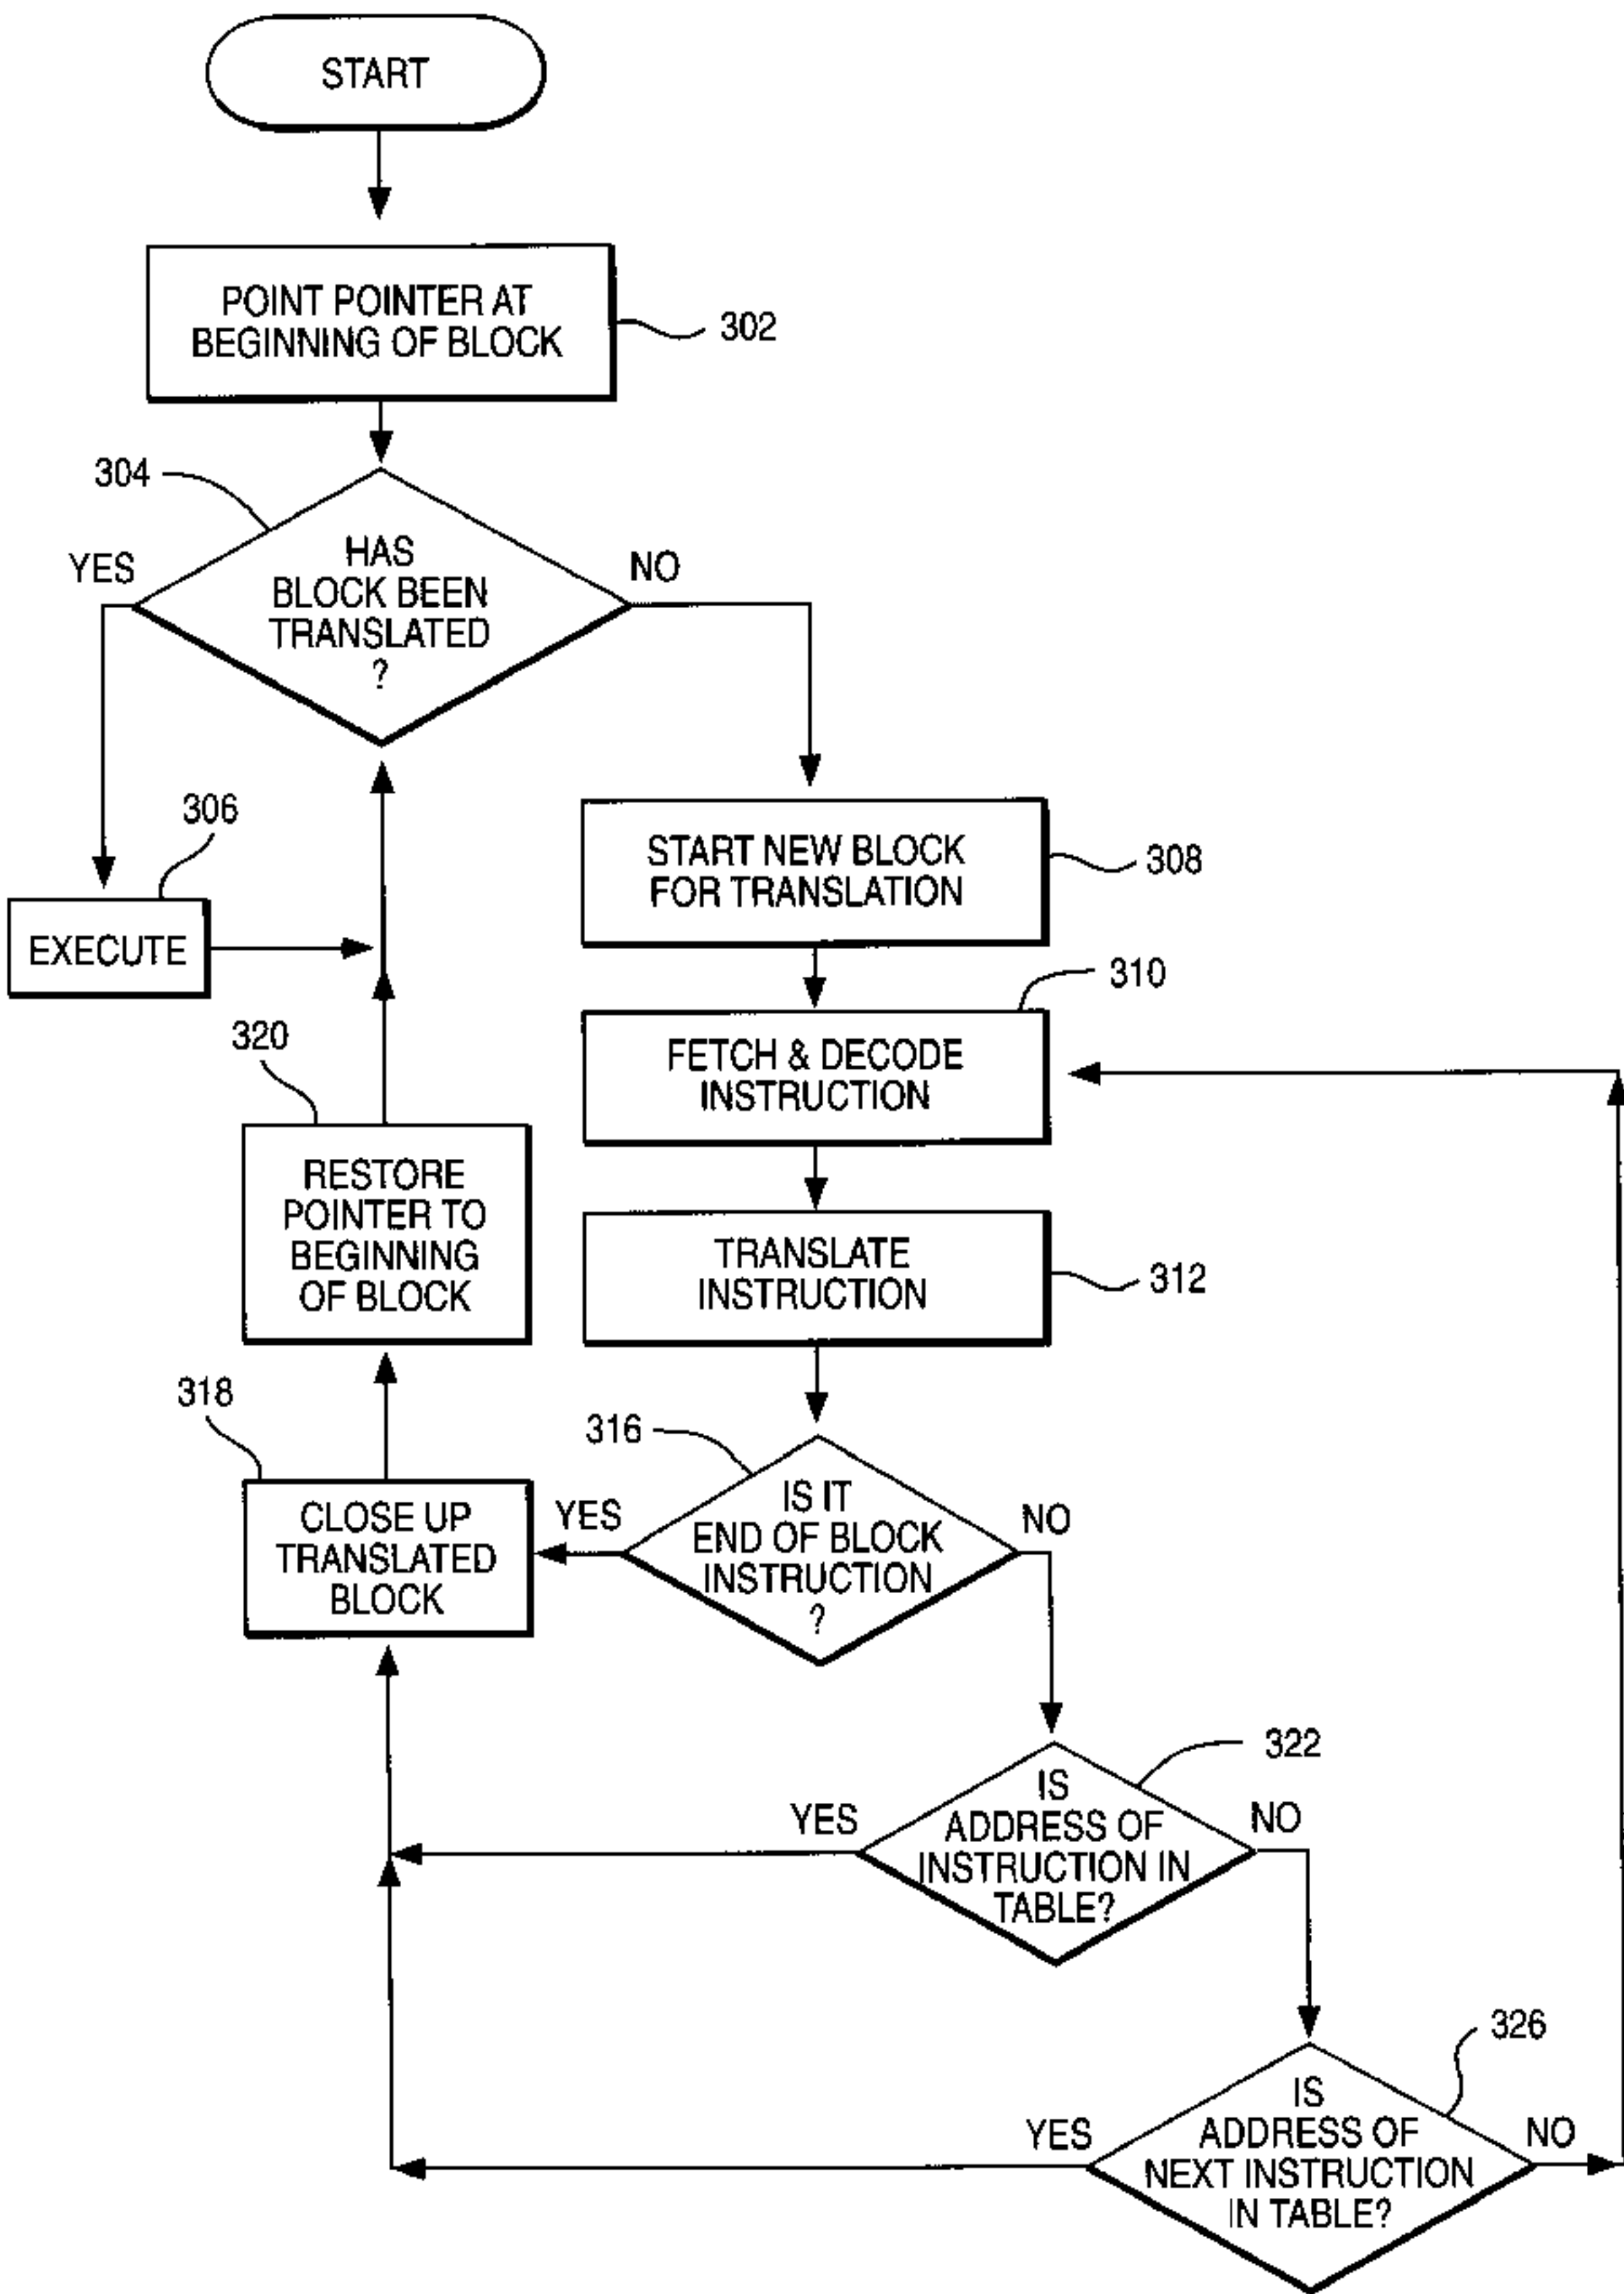 START
POINT POINTER AT
BEGINNING OF BLOCK
302
304
YES
HAS
BLOCK BEEN
TRANSLATED
?
NO
306
EXECUTE
START NEW BLOCK
FOR TRANSLATION
308
310
FETCH & DECODE
INSTRUCTION
320
RESTORE
POINTER TO
BEGINNING
OF BLOCK
TRANSLATE
INSTRUCTION
312
318
CLOSE UP
TRANSLATED
BLOCK
316
YES
IS IT
END OF BLOCK
INSTRUCTION
?
NO
322
YES
IS
ADDRESS OF
INSTRUCTION IN
TABLE?
NO
326
YES
IS
ADDRESS OF
NEXT INSTRUCTION
IN TABLE?
NO